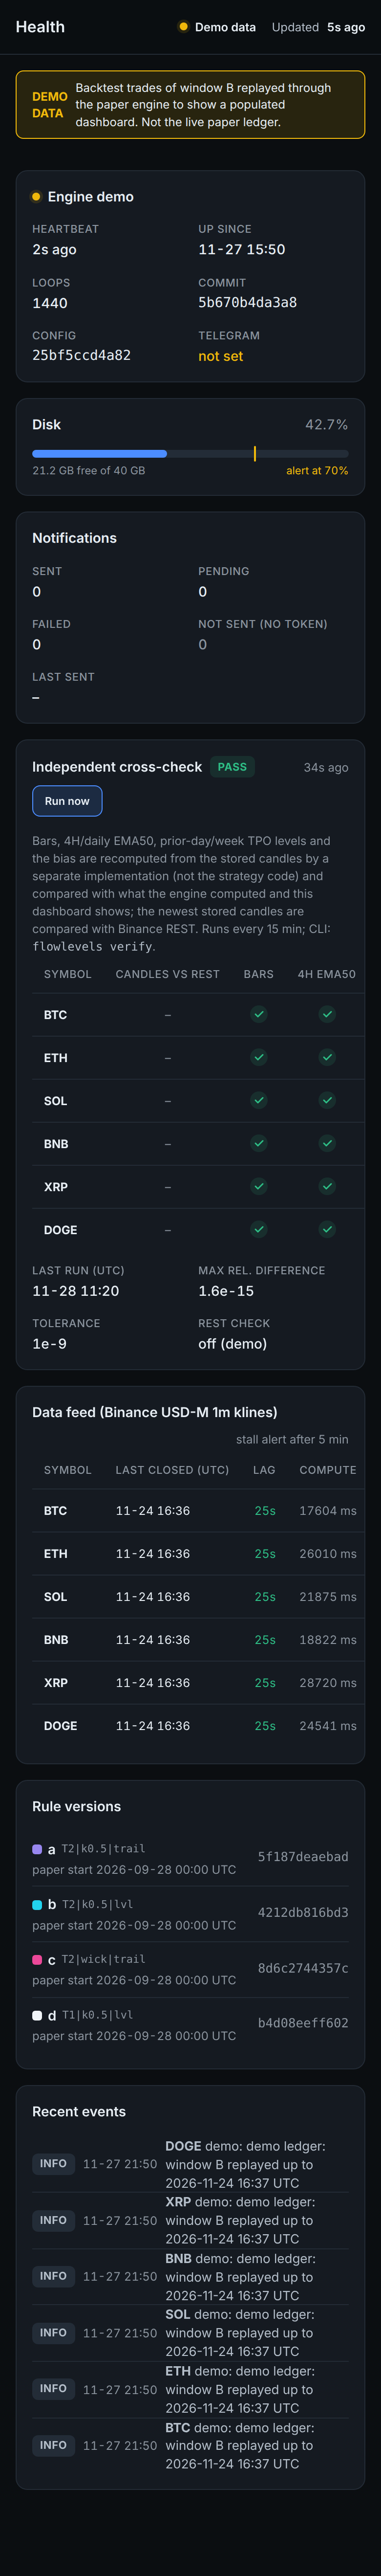 Health
Demo data
Updated 5s ago
DEMO DATA
Backtest trades of window B replayed through
the paper engine to show a populated
dashboard. Not the live paper ledger.
Engine demo
HEARTBEAT
2s ago
UP SINCE
11-27 15:50
LOOPS
1440
COMMIT
5b670b4da3a8
CONFIG
25bf5ccd4a82
TELEGRAM
not set
Disk
42.7%
21.2 GB free of 40 GB
alert at 70%
Notifications
SENT
0
PENDING
0
FAILED
0
NOT SENT (NO TOKEN)
0
LAST SENT
–
Independent cross-check
PASS
34s ago
Run now
Bars, 4H/daily EMA50, prior-day/week TPO levels and
the bias are recomputed from the stored candles by a
separate implementation (not the strategy code) and
compared with what the engine computed and this
dashboard shows; the newest stored candles are
compared with Binance REST. Runs every 15 min; CLI:
flowlevels verify.
SYMBOL CANDLES VS REST BARS 4H EMA50
BTC –
ETH –
SOL –
BNB –
XRP –
DOGE –
LAST RUN (UTC)
11-28 11:20
MAX REL. DIFFERENCE
1.6e-15
TOLERANCE
1e-9
REST CHECK
off (demo)
Data feed (Binance USD-M 1m klines)
stall alert after 5 min
SYMBOL LAST CLOSED (UTC) LAG COMPUTE
BTC 11-24 16:36 25s 17604 ms
ETH 11-24 16:36 25s 26010 ms
SOL 11-24 16:36 25s 21875 ms
BNB 11-24 16:36 25s 18822 ms
XRP 11-24 16:36 25s 28720 ms
DOGE 11-24 16:36 25s 24541 ms
Rule versions
a T2|k0.5|trail
paper start 2026-09-28 00:00 UTC
5f187deaebad
b T2|k0.5|lvl
paper start 2026-09-28 00:00 UTC
4212db816bd3
c T2|wick|trail
paper start 2026-09-28 00:00 UTC
8d6c2744357c
d T1|k0.5|lvl
paper start 2026-09-28 00:00 UTC
b4d08eeff602
Recent events
INFO 11-27 21:50 DOGE demo: demo ledger:
window B replayed up to
2026-11-24 16:37 UTC
INFO 11-27 21:50 XRP demo: demo ledger:
window B replayed up to
2026-11-24 16:37 UTC
INFO 11-27 21:50 BNB demo: demo ledger:
window B replayed up to
2026-11-24 16:37 UTC
INFO 11-27 21:50 SOL demo: demo ledger:
window B replayed up to
2026-11-24 16:37 UTC
INFO 11-27 21:50 ETH demo: demo ledger:
window B replayed up to
2026-11-24 16:37 UTC
INFO 11-27 21:50 BTC demo: demo ledger:
window B replayed up to
2026-11-24 16:37 UTC